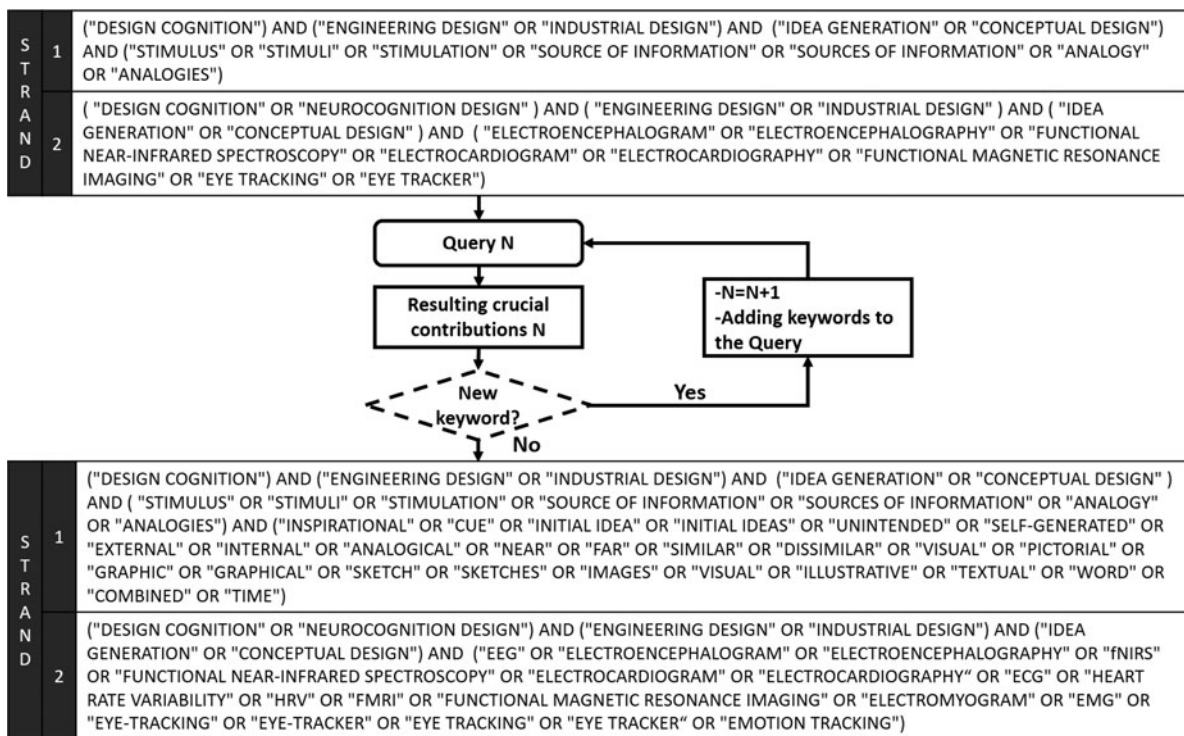 STRAND
1
("DESIGN COGNITION") AND ("ENGINEERING DESIGN" OR "INDUSTRIAL DESIGN") AND ("IDEA GENERATION" OR "CONCEPTUAL DESIGN")
AND ("STIMULUS" OR "STIMULI" OR "STIMULATION" OR "SOURCE OF INFORMATION" OR "SOURCES OF INFORMATION" OR "ANALOGY"
OR "ANALOGIES")
2
( "DESIGN COGNITION" OR "NEUROCOGNITION DESIGN" ) AND ( "ENGINEERING DESIGN" OR "INDUSTRIAL DESIGN" ) AND ( "IDEA
GENERATION" OR "CONCEPTUAL DESIGN" ) AND ( "ELECTROENCEPHALOGRAM" OR "ELECTROENCEPHALOGRAPHY" OR "FUNCTIONAL
NEAR-INFRARED SPECTROSCOPY" OR "ELECTROCARDIOGRAM" OR "ELECTROCARDIOGRAPHY" OR "FUNCTIONAL MAGNETIC RESONANCE
IMAGING" OR "EYE TRACKING" OR "EYE TRACKER")
Query N
Resulting crucial
contributions N
-N=N+1
-Adding keywords to
the Query
New
keyword?
Yes
No
STRAND
1
("DESIGN COGNITION") AND ("ENGINEERING DESIGN" OR "INDUSTRIAL DESIGN") AND ("IDEA GENERATION" OR "CONCEPTUAL DESIGN" )
AND ( "STIMULUS" OR "STIMULI" OR "STIMULATION" OR "SOURCE OF INFORMATION" OR "SOURCES OF INFORMATION" OR "ANALOGY"
OR "ANALOGIES") AND ("INSPIRATIONAL" OR "CUE" OR "INITIAL IDEA" OR "INITIAL IDEAS" OR "UNINTENDED" OR "SELF-GENERATED" OR
"EXTERNAL" OR "INTERNAL" OR "ANALOGICAL" OR "NEAR" OR "FAR" OR "SIMILAR" OR "DISSIMILAR" OR "VISUAL" OR "PICTORIAL" OR
"GRAPHIC" OR "GRAPHICAL" OR "SKETCH" OR "SKETCHES" OR "IMAGES" OR "VISUAL" OR "ILLUSTRATIVE" OR "TEXTUAL" OR "WORD" OR
"COMBINED" OR "TIME")
2
("DESIGN COGNITION" OR "NEUROCOGNITION DESIGN") AND ("ENGINEERING DESIGN" OR "INDUSTRIAL DESIGN") AND ("IDEA
GENERATION" OR "CONCEPTUAL DESIGN") AND ("EEG" OR "ELECTROENCEPHALOGRAM" OR "ELECTROENCEPHALOGRAPHY" OR "fNIRS"
OR "FUNCTIONAL NEAR-INFRARED SPECTROSCOPY" OR "ELECTROCARDIOGRAM" OR "ELECTROCARDIOGRAPHY“ OR "ECG" OR "HEART
RATE VARIABILITY" OR "HRV" OR "FMRI" OR "FUNCTIONAL MAGNETIC RESONANCE IMAGING" OR "ELECTROMYOGRAM" OR "EMG" OR
"EYE-TRACKING" OR "EYE-TRACKER" OR "EYE TRACKING" OR "EYE TRACKER“ OR "EMOTION TRACKING")